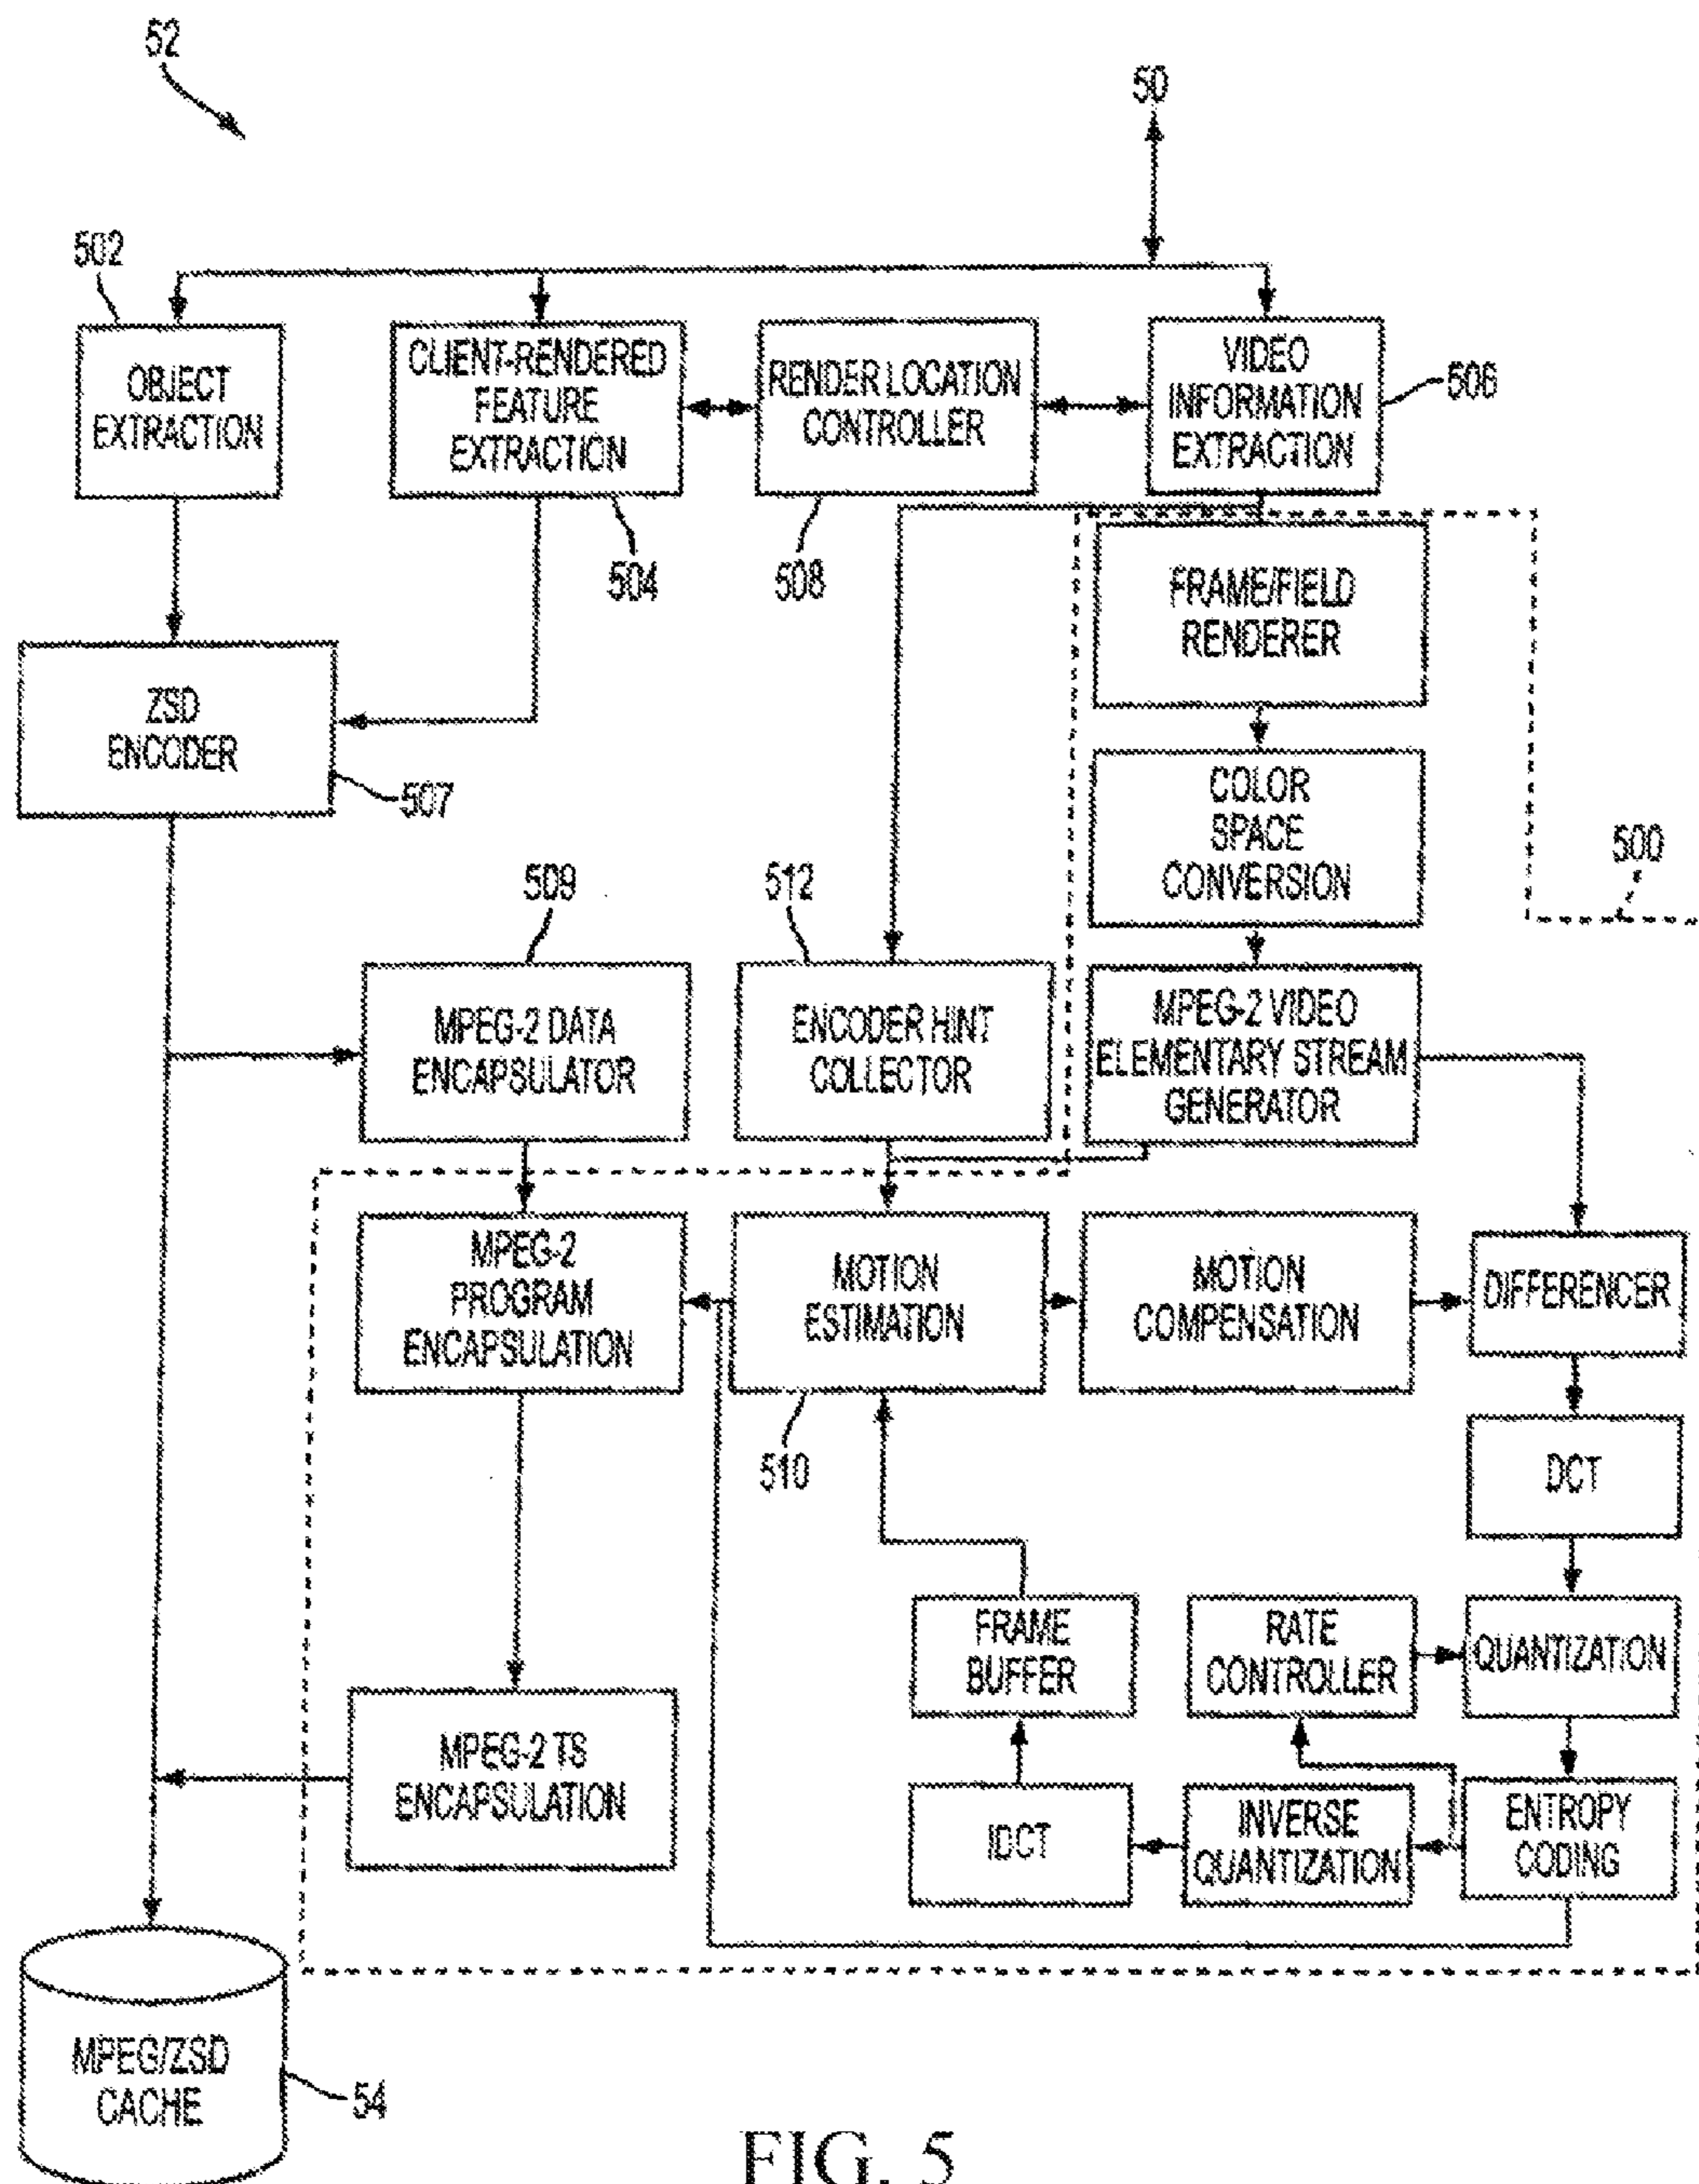 52
50
502
OBJECT
EXTRACTION
CLIENT-RENDERED
FEATURE
EXTRACTION
504
RENDER LOCATION
CONTROLLER
508
VIDEO
INFORMATION
EXTRACTION
506
FRAME/FIELD
RENDERER
ZSD
ENCODER
507
COLOR
SPACE
CONVERSION
500
509
MPEG-2 DATA
ENCAPSULATOR
512
ENCODER HINT
COLLECTOR
MPEG-2 VIDEO
ELEMENTARY STREAM
GENERATOR
MPEG-2
PROGRAM
ENCAPSULATION
MOTION
ESTIMATION
510
MOTION
COMPENSATION
DIFFERENCER
DCT
FRAME
BUFFER
RATE
CONTROLLER
QUANTIZATION
MPEG-2 TS
ENCAPSULATION
IDCT
INVERSE
QUANTIZATION
ENTROPY
CODING
MPEG/ZSD
CACHE
54
FIG. 5